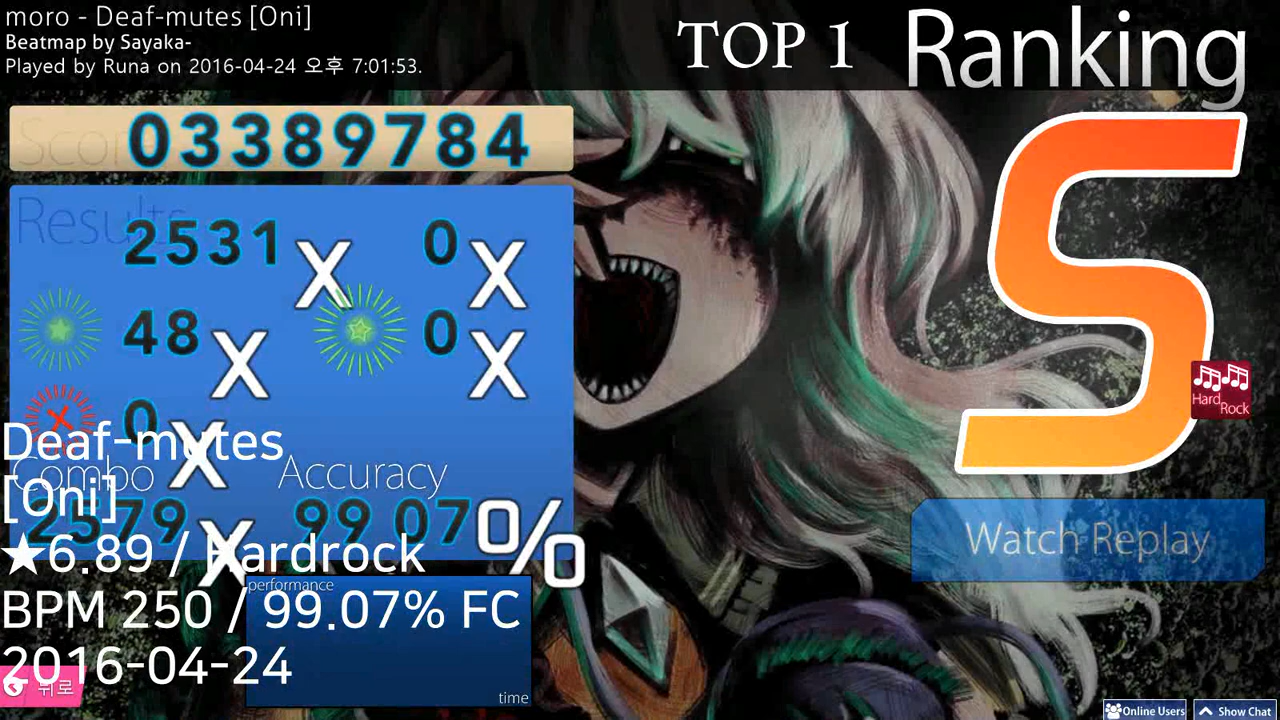 moro - Deaf-mutes [Oni]
Beatmap by Sayaka-
Played by Runa on 2016-04-24 오후 7:01:53.
TOP 1
Ranking
Score
03389784
Results
2531 X 0 X
48 X 0 X
0 X
Combo Accuracy
2579 X 99 07%
S
Hard Rock
Watch Replay
Deaf-mutes
[Oni]
★6.89 / Hardrock
BPM 250 / 99.07% FC
2016-04-24
performance
time
뒤로
Online Users
Show Chat